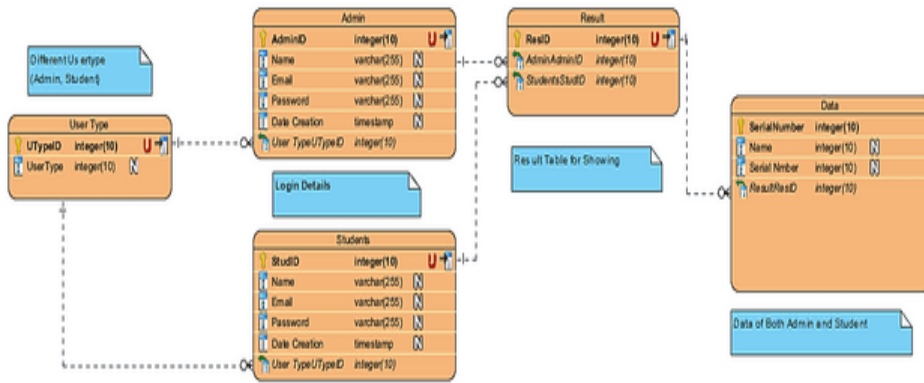 Different Us ertype
(Admin, Student)
User Type
UTypeID integer(10) U
UserType integer(10) N
Admin
AdminID integer(10) U
Name varchar(255) N
Email varchar(255) N
Password varchar(255) N
Date Creation timestamp N
User TypeUTypeID integer(10)
Login Details
Students
StudID integer(10) U
Name varchar(255) N
Email varchar(255) N
Password varchar(255) N
Date Creation timestamp N
User TypeUTypeID integer(10)
Result
ResID integer(10) U
AdminAdminID integer(10)
StudentsStudID integer(10)
Result Table for Showing
Data
SerialNumber integer(10)
Name integer(10) N
Serial Nmber integer(10) N
ResultResID integer(10)
Data of Both Admin and Student